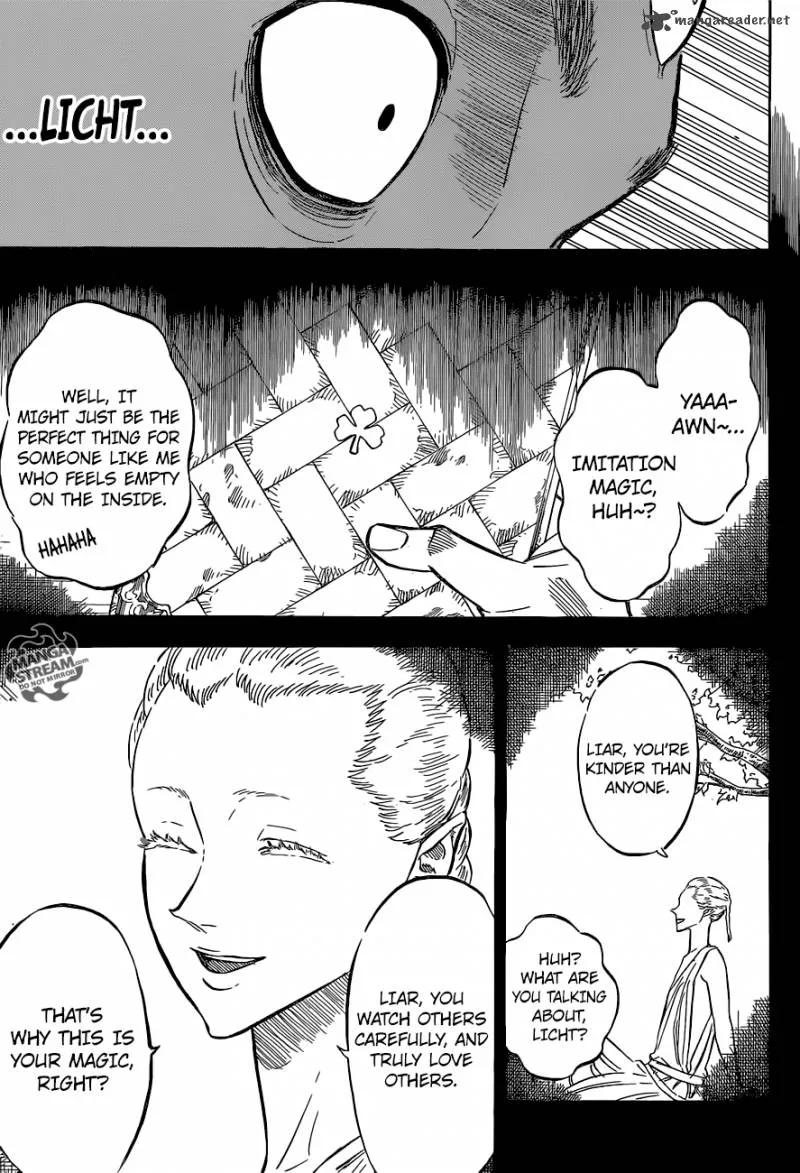 mangareader.net
...LICHT...
YAAA-
AWN~...
IMITATION
MAGIC,
HUH~?
WELL, IT
MIGHT JUST BE THE
PERFECT THING FOR
SOMEONE LIKE ME
WHO FEELS EMPTY
ON THE INSIDE.
HAHAHA
LIAR, YOU'RE
KINDER THAN
ANYONE.
HUH?
WHAT ARE
YOU TALKING
ABOUT,
LICHT?
MANGA
STREAM.com
DO NOT MIRROR
LIAR, YOU
WATCH OTHERS
CAREFULLY, AND
TRULY LOVE
OTHERS.
THAT'S
WHY THIS IS
YOUR MAGIC,
RIGHT?